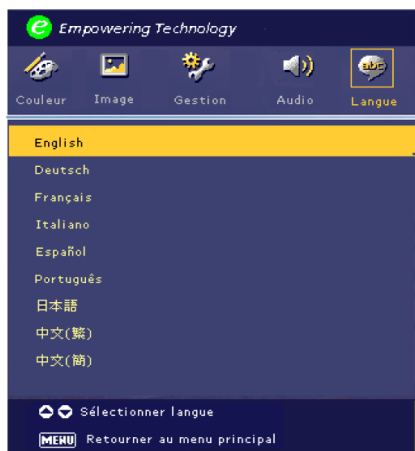 e Empowering Technology
Couleur Image Gestion Audio Langue
English
Deutsch
Français
Italiano
Español
Português
日本語
中文(繁)
中文(簡)
Sélectionner langue
MENU Retourner au menu principal